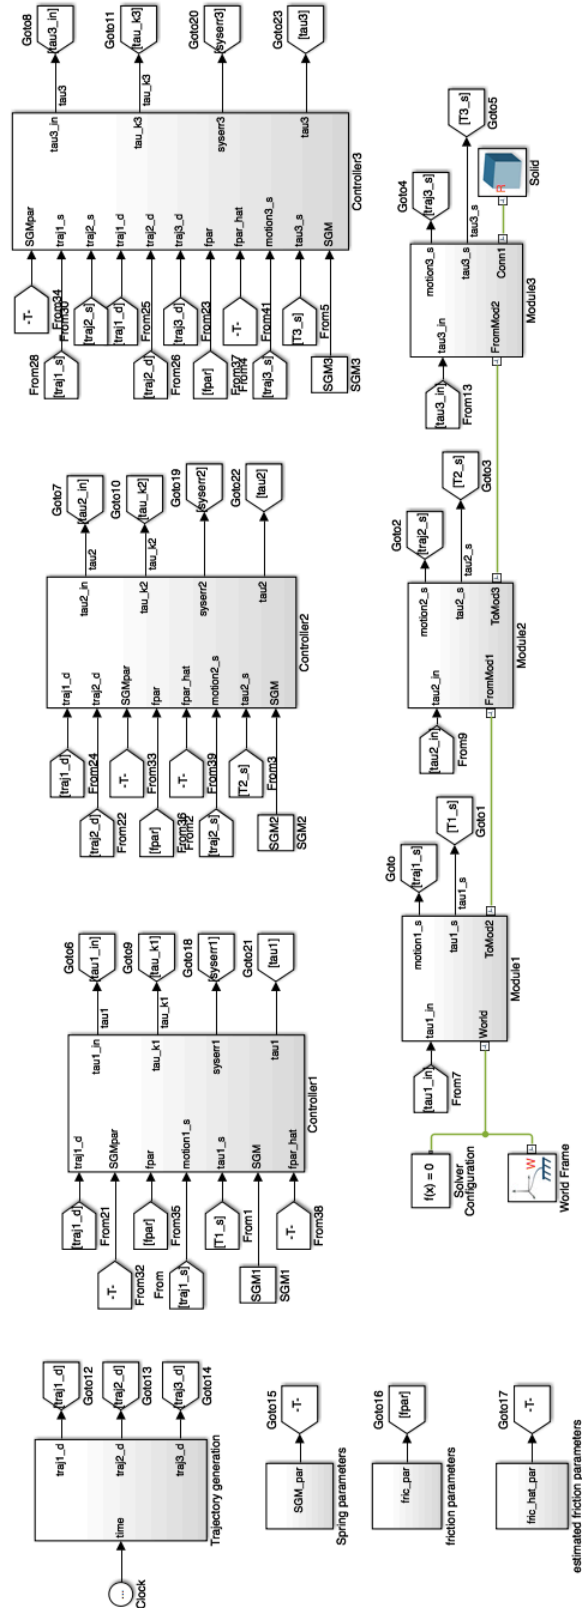 Clock
time
traj1_d
traj2_d
traj3_d
Trajectory generation
[traj1_d]
Goto12
[traj2_d]
Goto13
[traj3_d]
Goto14
SGM_par
Spring parameters
Goto15
-T-
fric_par
friction parameters
Goto16
[fpar]
fric_hat_par
estimated friction parameters
Goto17
-T-
[traj1_d]
From21
-T-
From32
[fpar]
From35
From
[traj1_s]
[T1_s]
From1
SGM1
SGM1
-T-
From38
traj1_d
SGMpar
fpar
motion1_s
tau1_s
SGM
fpar_hat
tau1_in
tau_k1
syserr1
tau1
Controller1
tau1
tau_k1
Goto6
[tau1_in]
Goto9
[tau_k1]
Goto18
[syserr1]
Goto21
[tau1]
[traj1_d]
From24
[traj2_d]
From22
-T-
From33
[fpar]
From36
From2
-T-
From39
[traj2_s]
[T2_s]
From3
SGM2
SGM2
traj1_d
traj2_d
SGMpar
fpar
fpar_hat
motion2_s
tau2_s
SGM
tau2_in
tau_k2
syserr2
tau2
Controller2
tau2
tau_k2
Goto7
[tau2_in]
Goto10
[tau_k2]
Goto19
[syserr2]
Goto22
[tau2]
-T-
From34
From28
[traj1_s]
From30
[traj2_s]
[traj1_d]
From25
[traj2_d]
From26
[traj3_d]
From23
[fpar]
From37
From4
-T-
From41
[traj3_s]
[T3_s]
From5
SGM3
SGM3
SGMpar
traj1_s
traj2_s
traj1_d
traj2_d
traj3_d
fpar
fpar_hat
motion3_s
tau3_s
SGM
tau3_in
tau_k3
syserr3
tau3
Controller3
tau3
tau_k3
Goto8
[tau3_in]
Goto11
[tau_k3]
Goto20
[syserr3]
Goto23
[tau3]
f(x) = 0
Solver
Configuration
W
World Frame
[tau1_in]
From7
tau1_in
World
motion1_s
tau1_s
ToMod2
Module1
Goto
[traj1_s]
tau1_s
[T1_s]
Goto1
[tau2_in]
From9
tau2_in
FromMod1
motion2_s
tau2_s
ToMod3
Module2
Goto2
[traj2_s]
tau2_s
[T2_s]
Goto3
[tau3_in]
From13
tau3_in
FromMod2
motion3_s
tau3_s
Conn1
Module3
Goto4
[traj3_s]
tau3_s
[T3_s]
Goto5
R
Solid